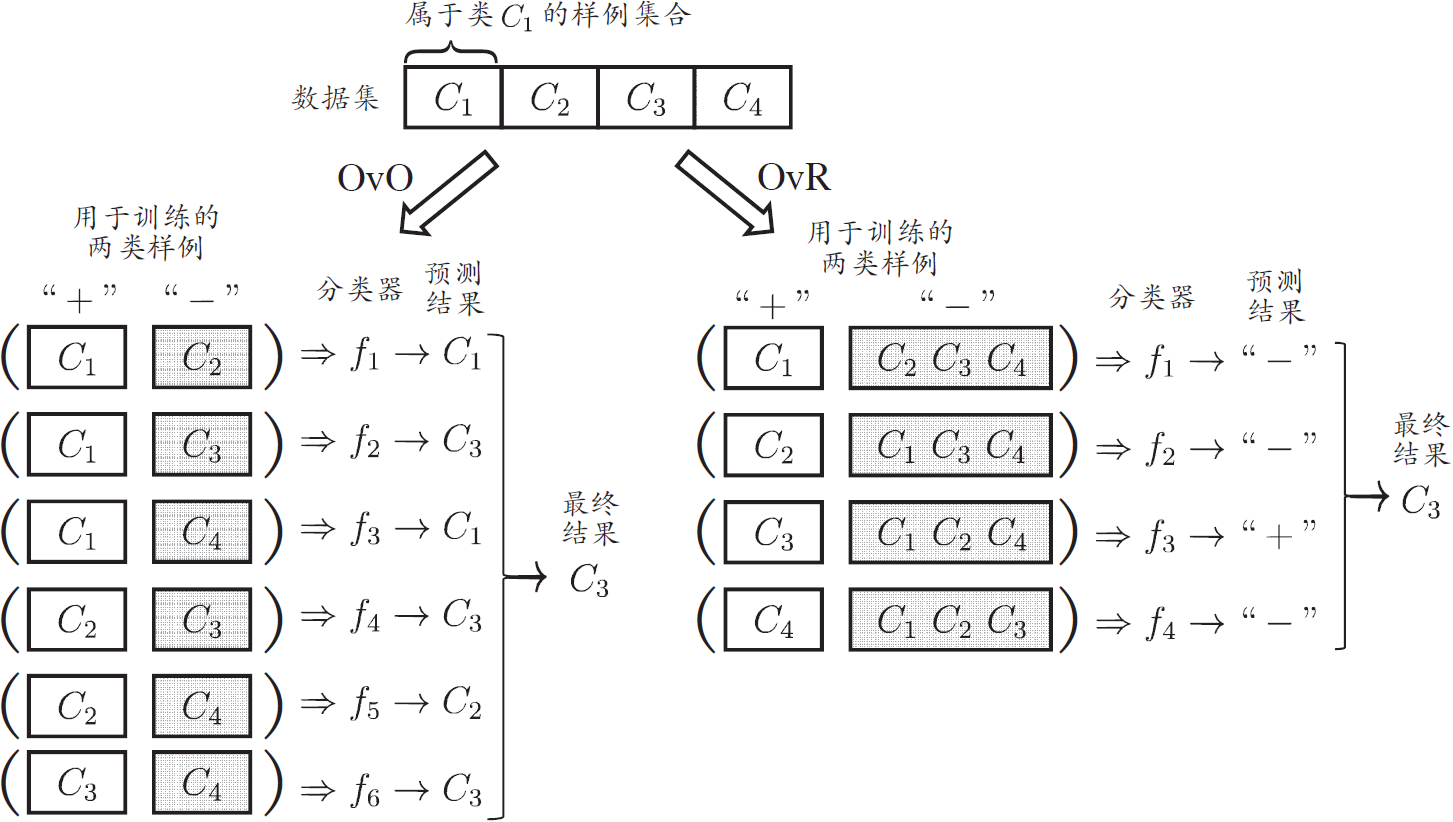 属于类 C₁ 的样例集合
数据集 C₁ C₂ C₃ C₄
OvO
用于训练的
两类样例
“+” “−” 分类器 预测
结果
( C₁ C₂ ) ⇒ f₁ → C₁
( C₁ C₃ ) ⇒ f₂ → C₃
( C₁ C₄ ) ⇒ f₃ → C₁
( C₂ C₃ ) ⇒ f₄ → C₃
( C₂ C₄ ) ⇒ f₅ → C₂
( C₃ C₄ ) ⇒ f₆ → C₃
最终
结果
C₃
OvR
用于训练的
两类样例
“+” “−” 分类器 预测
结果
( C₁ C₂ C₃ C₄ ) ⇒ f₁ → “−”
( C₂ C₁ C₃ C₄ ) ⇒ f₂ → “−”
( C₃ C₁ C₂ C₄ ) ⇒ f₃ → “+”
( C₄ C₁ C₂ C₃ ) ⇒ f₄ → “−”
最终
结果
C₃